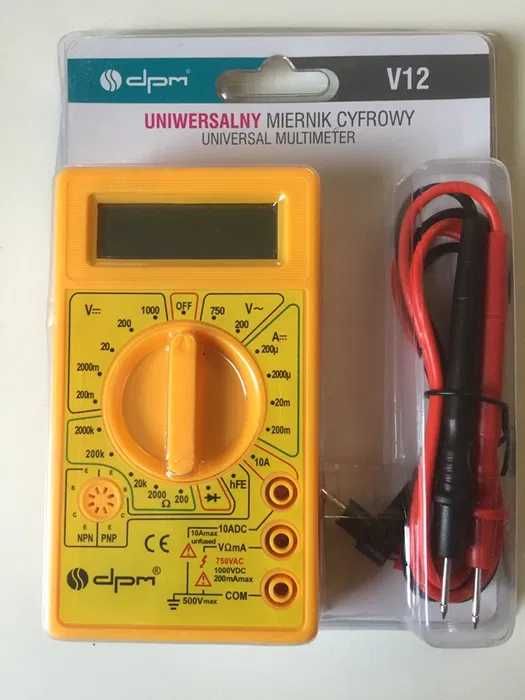 dpm®
V12
UNIWERSALNY MIERNIK CYFROWY
UNIVERSAL MULTIMETER
V⎓ 1000 OFF 750 V~
200 200
20 A⎓
200µ
2000m 2000µ
200m 20m
2000k 200m
200k 10A
20k 2000 200 hFE
Ω
E E
B E
C B
C E
NPN PNP
CE
10Amax
unfused
10ADC
VΩmA
750VAC
1000VDC
200mAmax
500Vmax
COM
dpm®